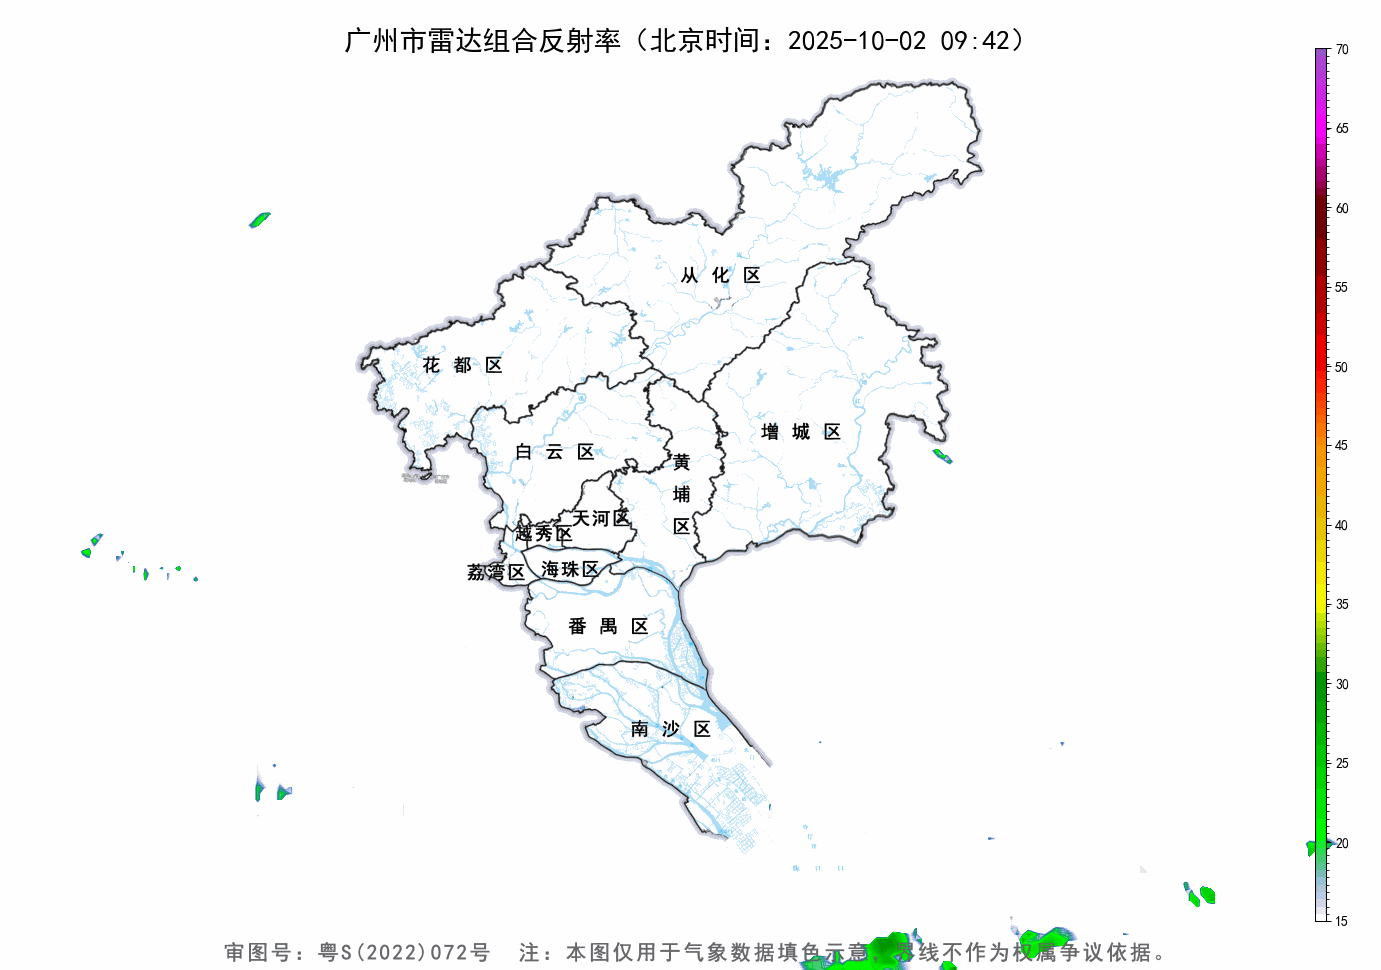 广州市雷达组合反射率（北京时间：2025-10-02 09:42）
70
65
60
55
50
45
40
35
30
25
20
15
从化区
花都区
增城区
白云区
黄埔区
天河区
越秀区
荔湾区
海珠区
番禺区
南沙区
审图号：粤S(2022)072号 注：本图仅用于气象数据填色示意，界线不作为权属争议依据。